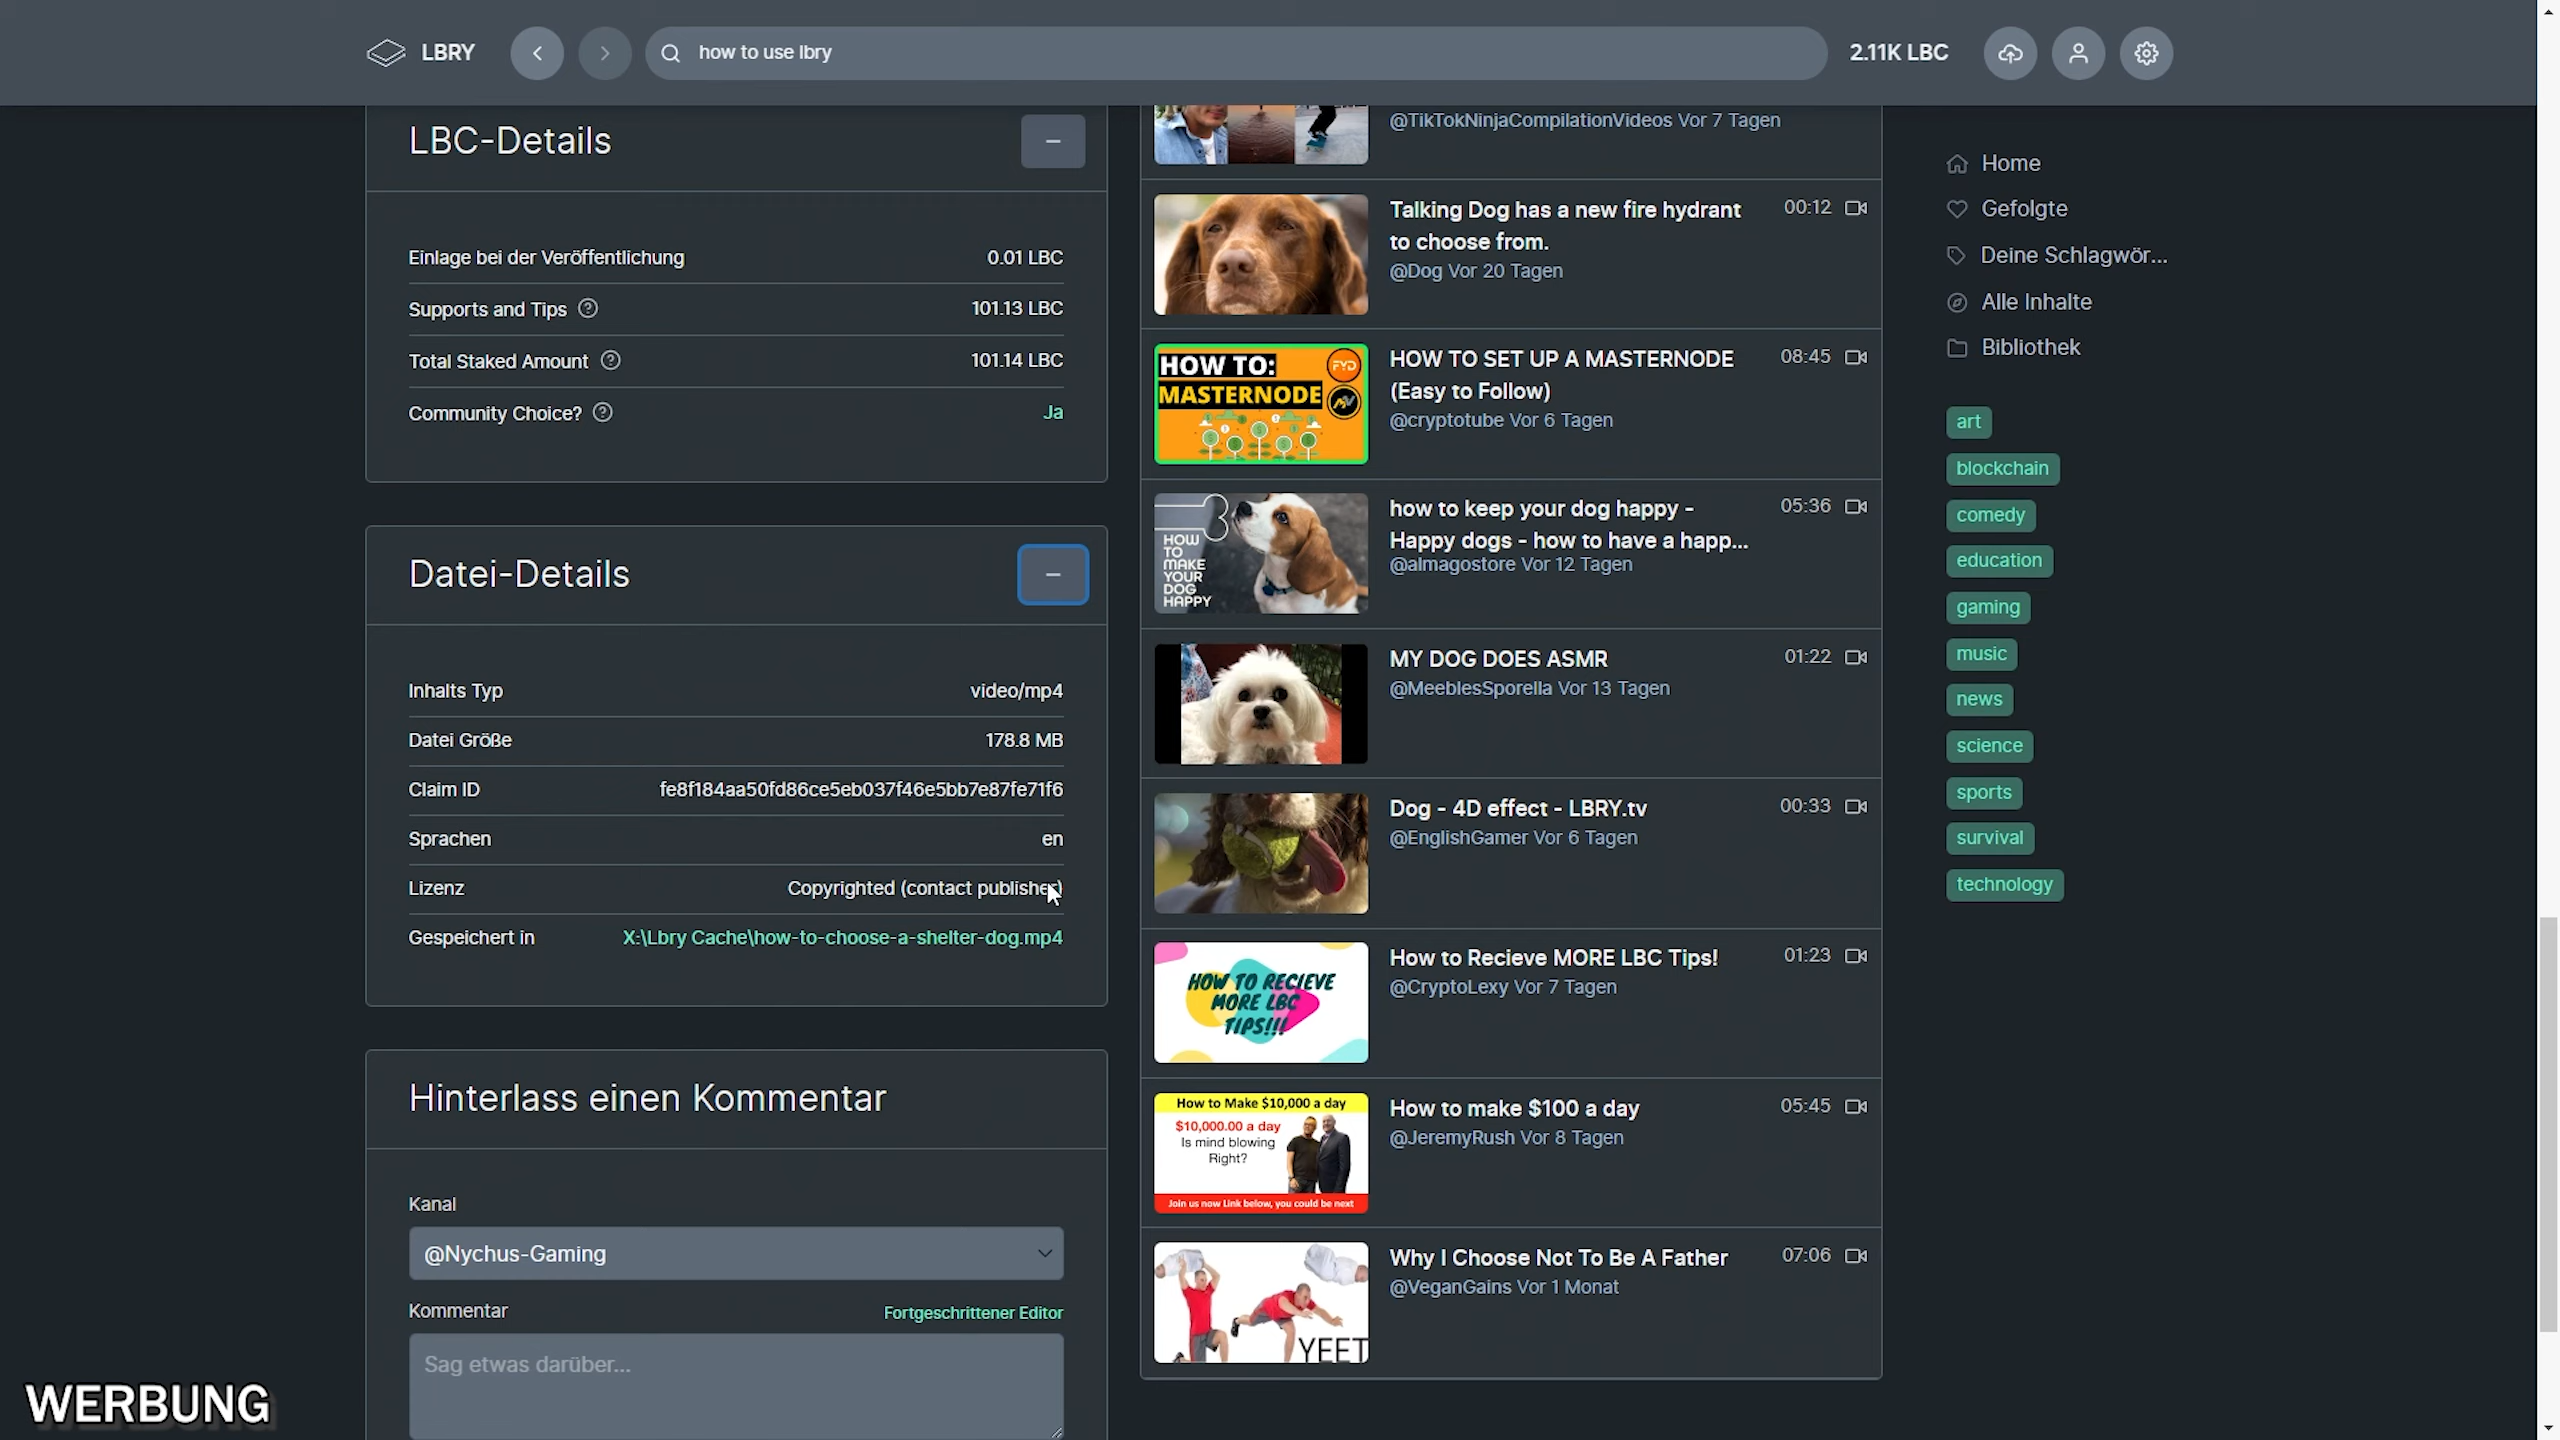 LBRY
how to use lbry
2.11K LBC
LBC-Details
Einlage bei der Veröffentlichung 0.01 LBC
Supports and Tips 101.13 LBC
Total Staked Amount 101.14 LBC
Community Choice? Ja
Datei-Details
Inhalts Typ video/mp4
Datei Größe 178.8 MB
Claim ID fe8f184aa50fd86ce5eb037f46e5bb7e87fe71f6
Sprachen en
Lizenz Copyrighted (contact publisher)
Gespeichert in X:\Lbry Cache\how-to-choose-a-shelter-dog.mp4
Hinterlass einen Kommentar
Kanal
@Nychus-Gaming
Kommentar Fortgeschrittener Editor
Sag etwas darüber...
WERBUNG
@TikTokNinjaCompilationVideos Vor 7 Tagen
Talking Dog has a new fire hydrant 00:12
to choose from.
@Dog Vor 20 Tagen
HOW TO:
MASTERNODE
FYD
HOW TO SET UP A MASTERNODE 08:45
(Easy to Follow)
@cryptotube Vor 6 Tagen
3
HOW
TO
MAKE
YOUR
DOG
HAPPY
how to keep your dog happy - 05:36
Happy dogs - how to have a happ...
@almagostore Vor 12 Tagen
MY DOG DOES ASMR 01:22
@MeeblesSporella Vor 13 Tagen
Dog - 4D effect - LBRY.tv 00:33
@EnglishGamer Vor 6 Tagen
HOW TO RECIEVE
MORE LBC
TIPS!!!
How to Recieve MORE LBC Tips! 01:23
@CryptoLexy Vor 7 Tagen
How to Make $10,000 a day
$10,000.00 a day
Is mind blowing
Right?
Join us now Link below, you could be next
How to make $100 a day 05:45
@JeremyRush Vor 8 Tagen
YEET
Why I Choose Not To Be A Father 07:06
@VeganGains Vor 1 Monat
Home
Gefolgte
Deine Schlagwör...
Alle Inhalte
Bibliothek
art
blockchain
comedy
education
gaming
music
news
science
sports
survival
technology